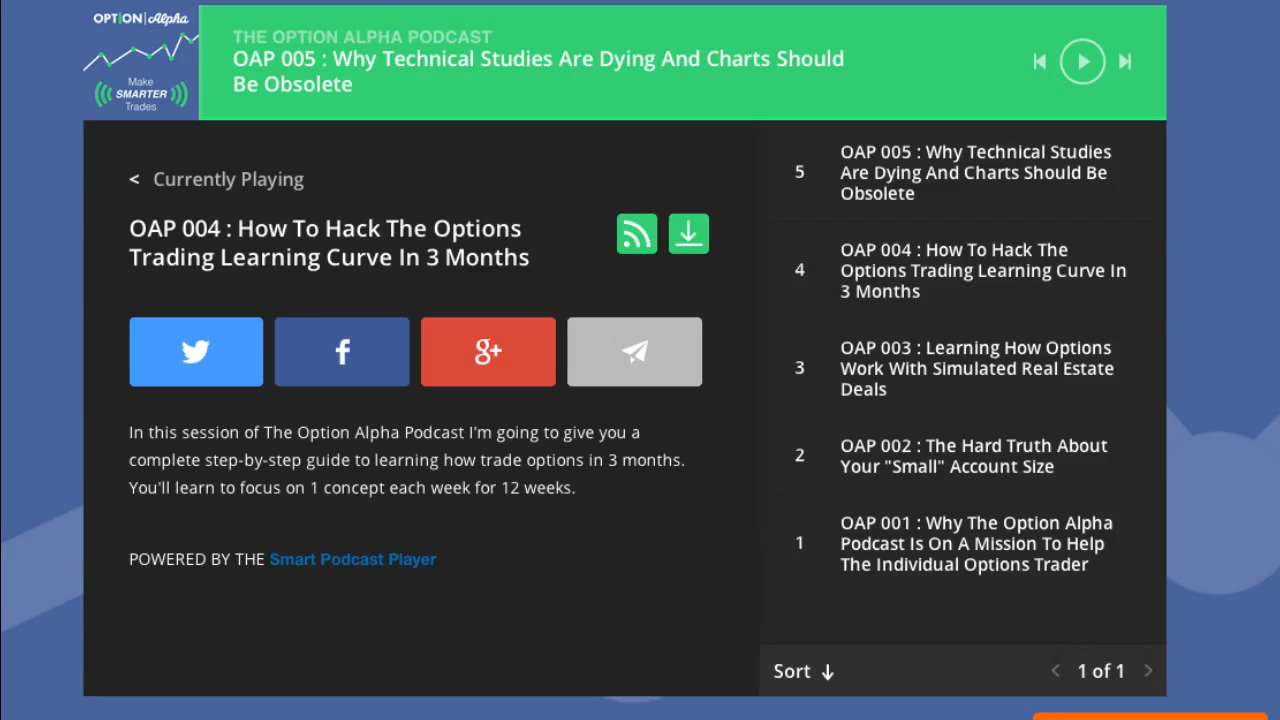 OPTION Alpha
Make
SMARTER
Trades
THE OPTION ALPHA PODCAST
OAP 005 : Why Technical Studies Are Dying And Charts Should
Be Obsolete
< Currently Playing
OAP 004 : How To Hack The Options
Trading Learning Curve In 3 Months
f
g+
In this session of The Option Alpha Podcast I'm going to give you a
complete step-by-step guide to learning how trade options in 3 months.
You'll learn to focus on 1 concept each week for 12 weeks.
POWERED BY THE Smart Podcast Player
5
OAP 005 : Why Technical Studies
Are Dying And Charts Should Be
Obsolete
4
OAP 004 : How To Hack The
Options Trading Learning Curve In
3 Months
3
OAP 003 : Learning How Options
Work With Simulated Real Estate
Deals
2
OAP 002 : The Hard Truth About
Your "Small" Account Size
1
OAP 001 : Why The Option Alpha
Podcast Is On A Mission To Help
The Individual Options Trader
Sort ↓
< 1 of 1 >